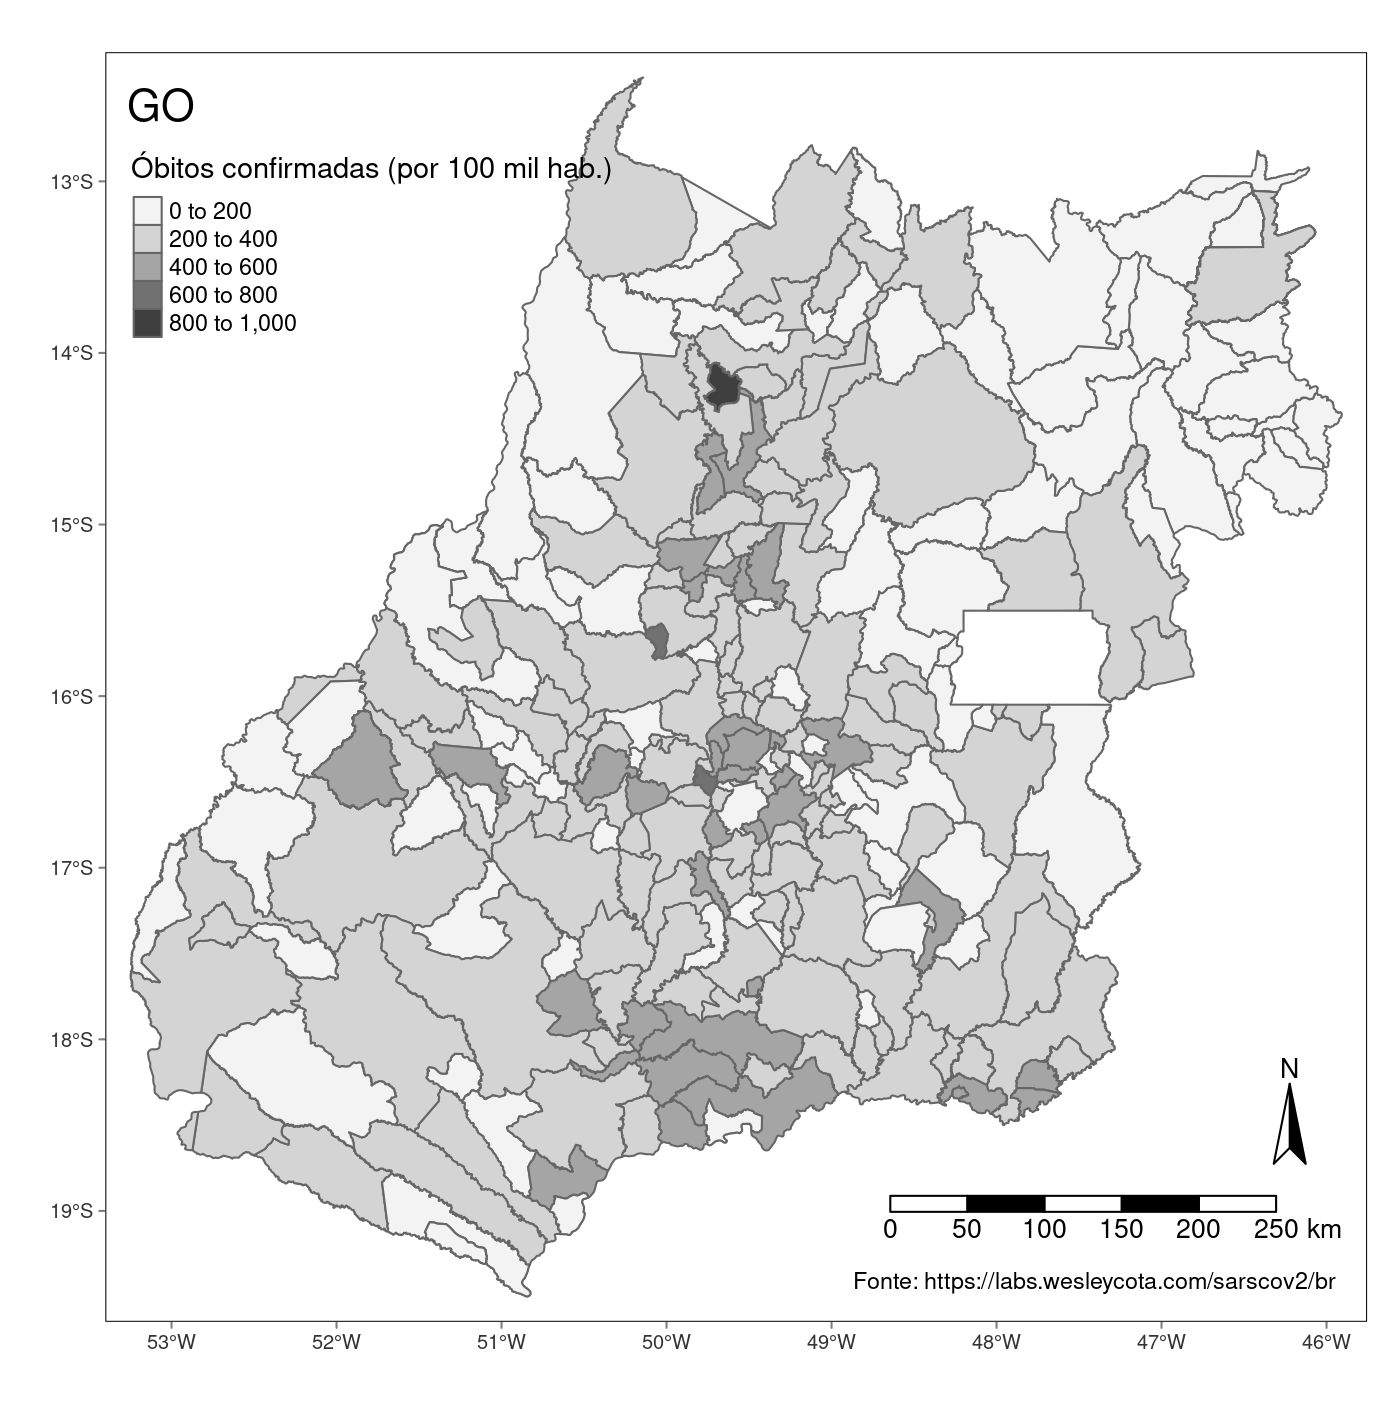 GO
Óbitos confirmadas (por 100 mil hab.)
0 to 200
200 to 400
400 to 600
600 to 800
800 to 1,000
13°S
14°S
15°S
16°S
17°S
18°S
19°S
N
0 50 100 150 200 250 km
Fonte: https://labs.wesleycota.com/sarscov2/br
53°W 52°W 51°W 50°W 49°W 48°W 47°W 46°W